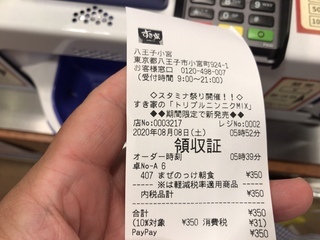 すき家
八王子小宮
東京都八王子市小宮町924-1
お客様窓口 0120-498-007
(受付時間 9:00~21:00)
◇スタミナ祭り開催!!◇
すき家の「トリプルニンニクMIX」
◆◆期間限定で新発売◆◆
店No:0003217 レジNo:0002
2020年08月08日(土) 05時52分
領収証
オーダー時刻 05時39分
卓No-A 6
407 まぜのっけ朝食 ¥350
-- ※は軽減税率適用商品 --
内税品計 ¥350
合計 ¥350
(10%対象 ¥350 消費税 ¥31)
PayPay ¥350